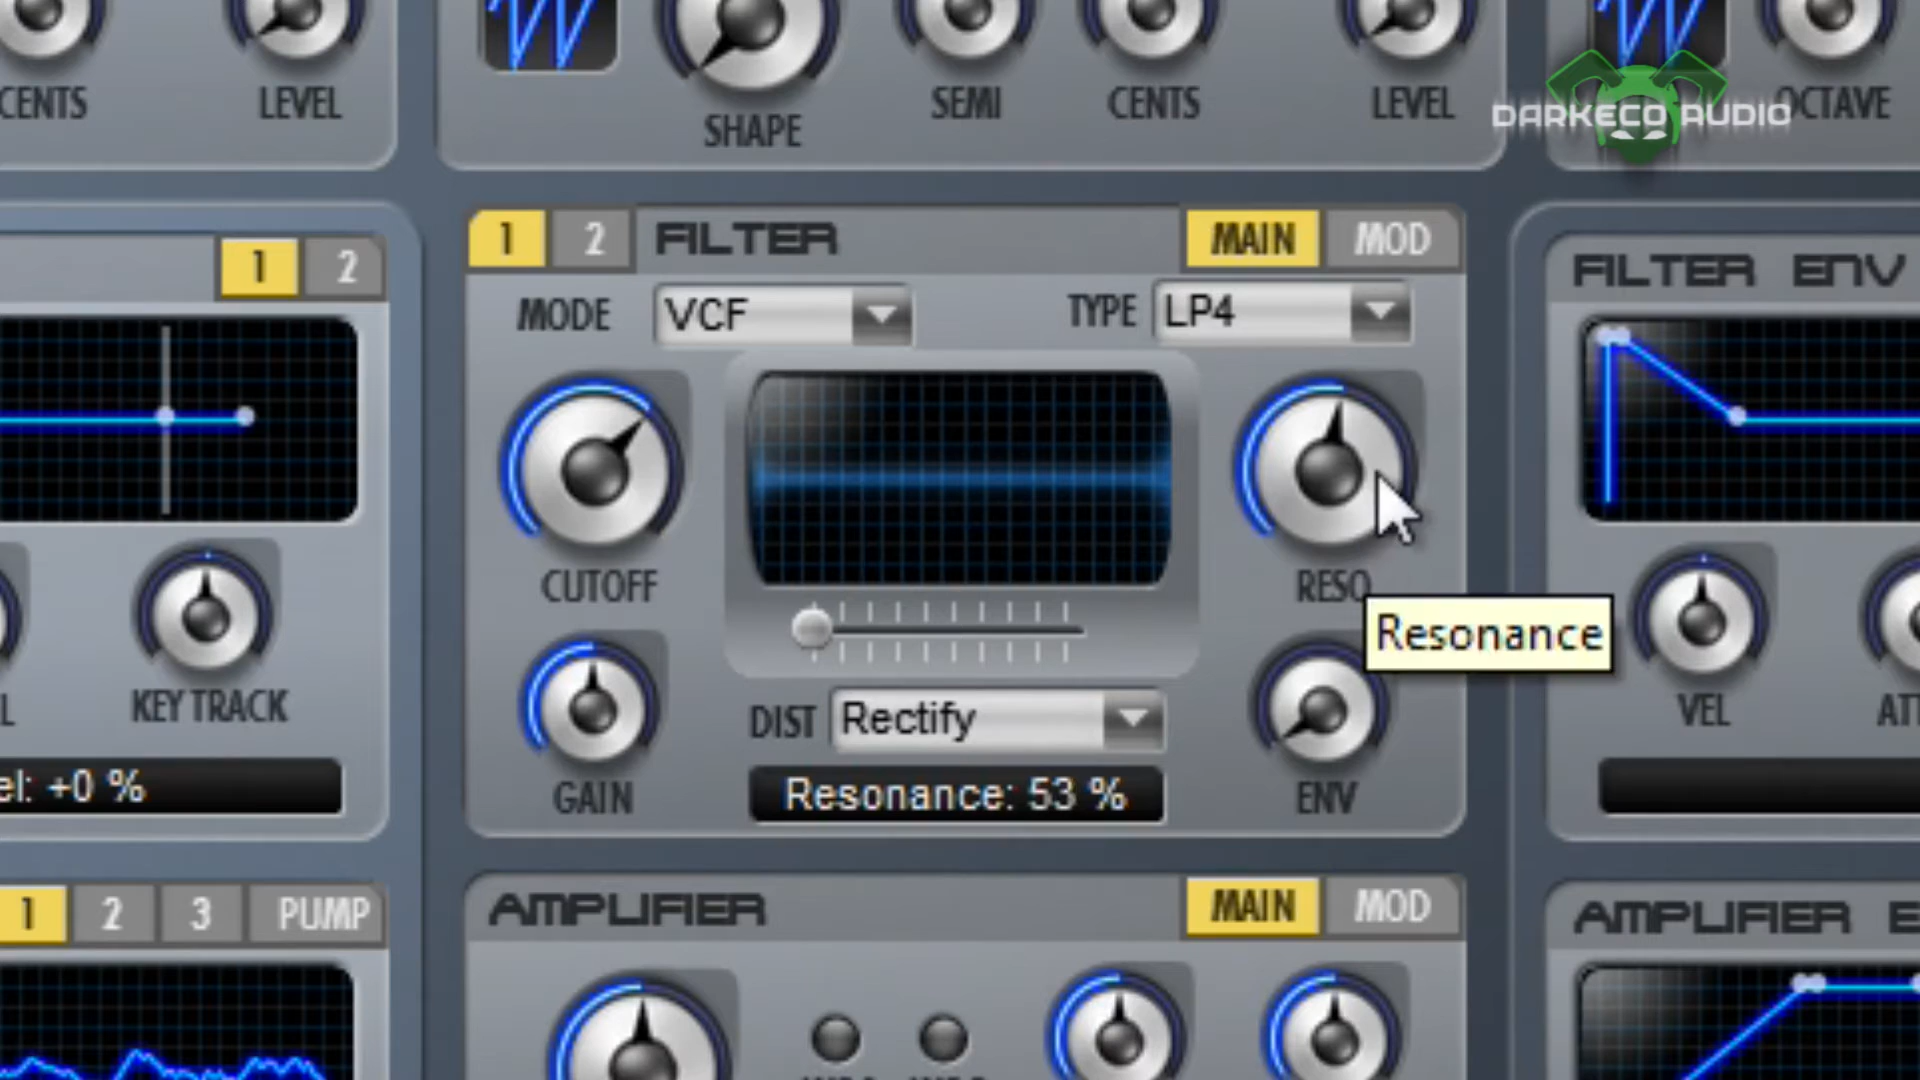 CENTS
LEVEL
SHAPE
SEMI
CENTS
LEVEL
OCTAVE
DARKECO AUDIO
1 2
1 2 FILTER MAIN MOD
MODE VCF TYPE LP4
FILTER ENV
CUTOFF
RESO
Resonance
KEY TRACK
VEL
GAIN
DIST Rectify
ENV
el: +0 %
Resonance: 53 %
1 2 3 PUMP
AMPLIFIER MAIN MOD
AMPLIFIER E